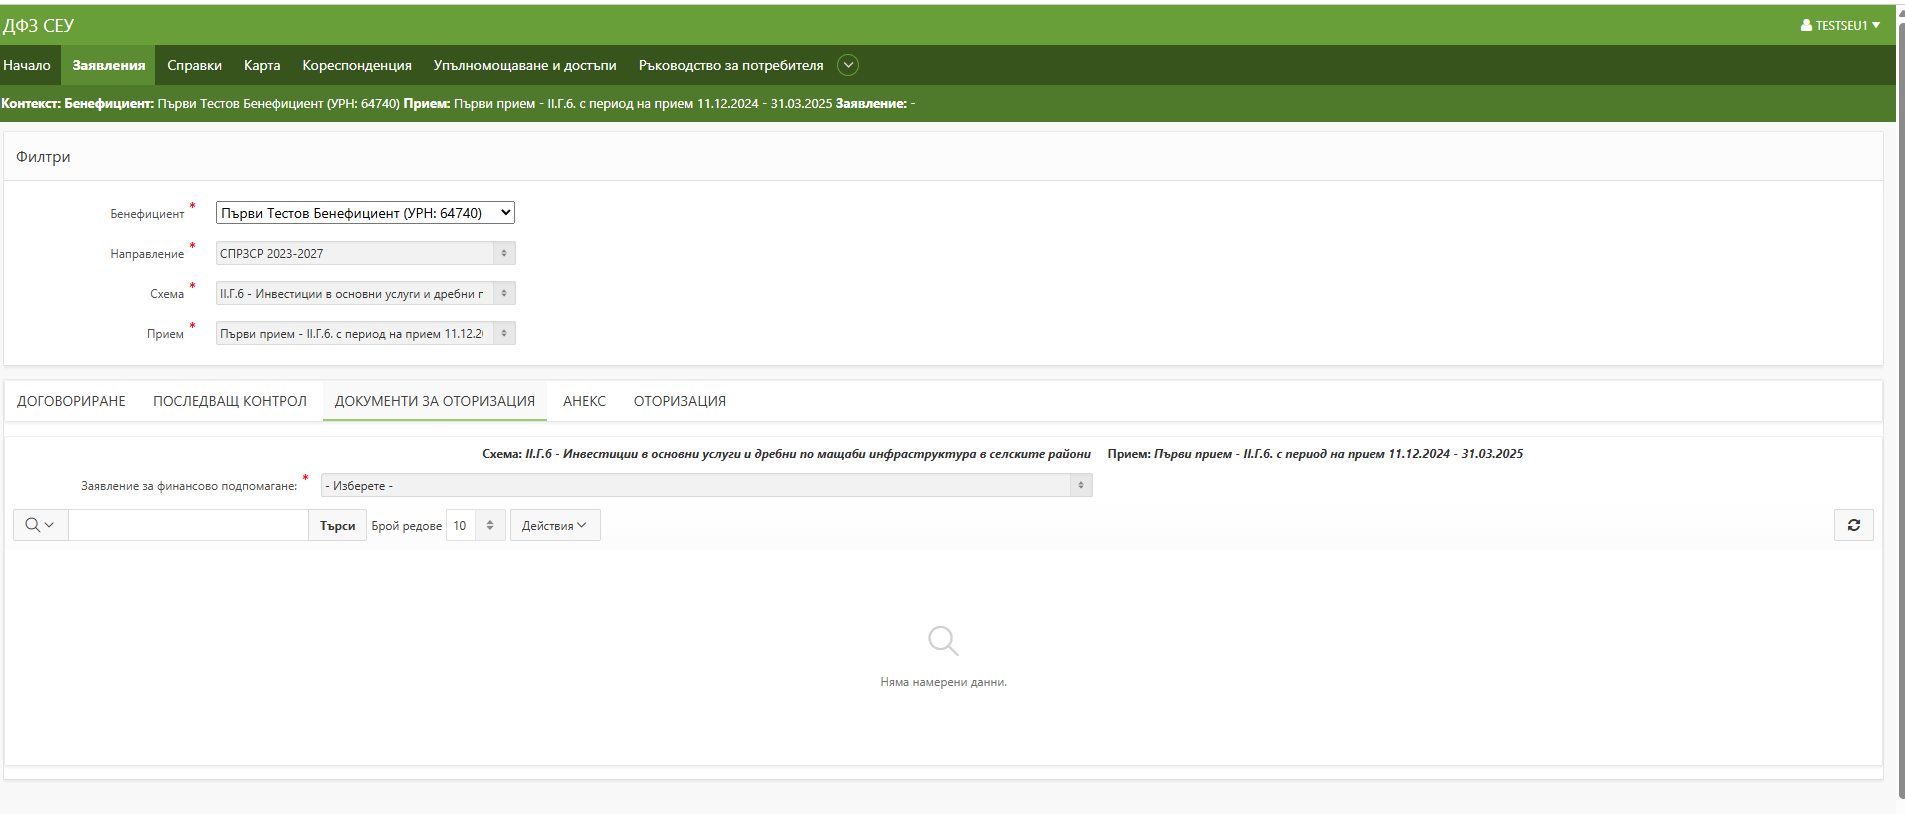 ДФЗ СЕУ
TESTSEU1
Начало Заявления Справки Карта Кореспонденция Упълномощаване и достъпи Ръководство за потребителя
Контекст: Бенефициент: Първи Тестов Бенефициент (УРН: 64740) Прием: Първи прием - II.Г.6. с период на прием 11.12.2024 - 31.03.2025 Заявление: -
Филтри
Бенефициент * Първи Тестов Бенефициент (УРН: 64740)
Направление * СПРЗСР 2023-2027
Схема * II.Г.6 - Инвестиции в основни услуги и дребни г
Прием * Първи прием - II.Г.6. с период на прием 11.12.2
ДОГОВОРИРАНЕ ПОСЛЕДВАЩ КОНТРОЛ ДОКУМЕНТИ ЗА ОТОРИЗАЦИЯ АНЕКС ОТОРИЗАЦИЯ
Схема: II.Г.6 - Инвестиции в основни услуги и дребни по мащаби инфраструктура в селските райони Прием: Първи прием - II.Г.6. с период на прием 11.12.2024 - 31.03.2025
Заявление за финансово подпомагане: * - Изберете -
Търси Брой редове 10 Действия
Няма намерени данни.